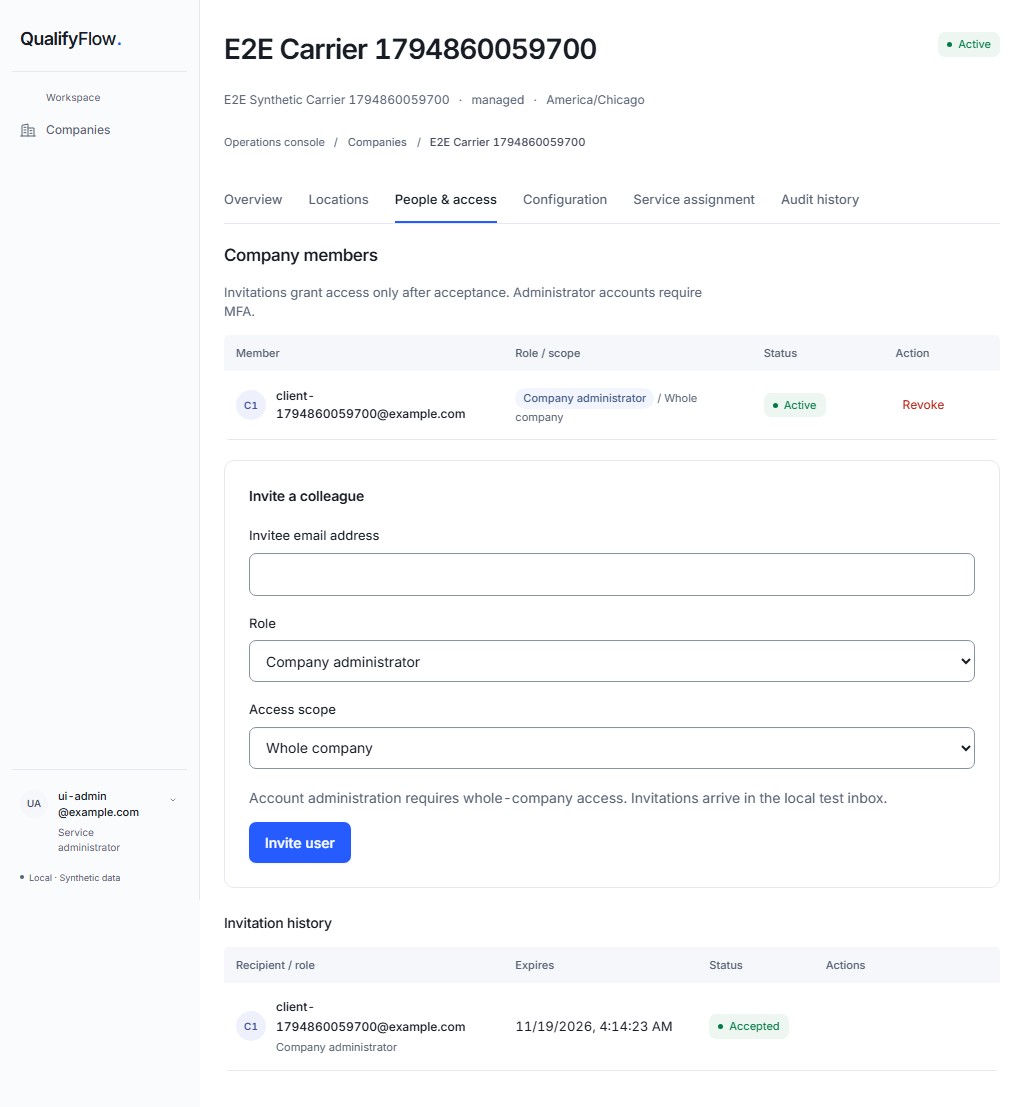 QualifyFlow.
Workspace
Companies
UA
ui-admin
@example.com
Service
administrator
Local · Synthetic data
E2E Carrier 1794860059700
Active
E2E Synthetic Carrier 1794860059700 · managed · America/Chicago
Operations console / Companies / E2E Carrier 1794860059700
Overview Locations People & access Configuration Service assignment Audit history
Company members
Invitations grant access only after acceptance. Administrator accounts require
MFA.
Member Role / scope Status Action
C1
client-
1794860059700@example.com
Company administrator / Whole
company
Active
Revoke
Invite a colleague
Invitee email address
Role
Company administrator
Access scope
Whole company
Account administration requires whole-company access. Invitations arrive in the local test inbox.
Invite user
Invitation history
Recipient / role Expires Status Actions
C1
client-
1794860059700@example.com
Company administrator
11/19/2026, 4:14:23 AM
Accepted